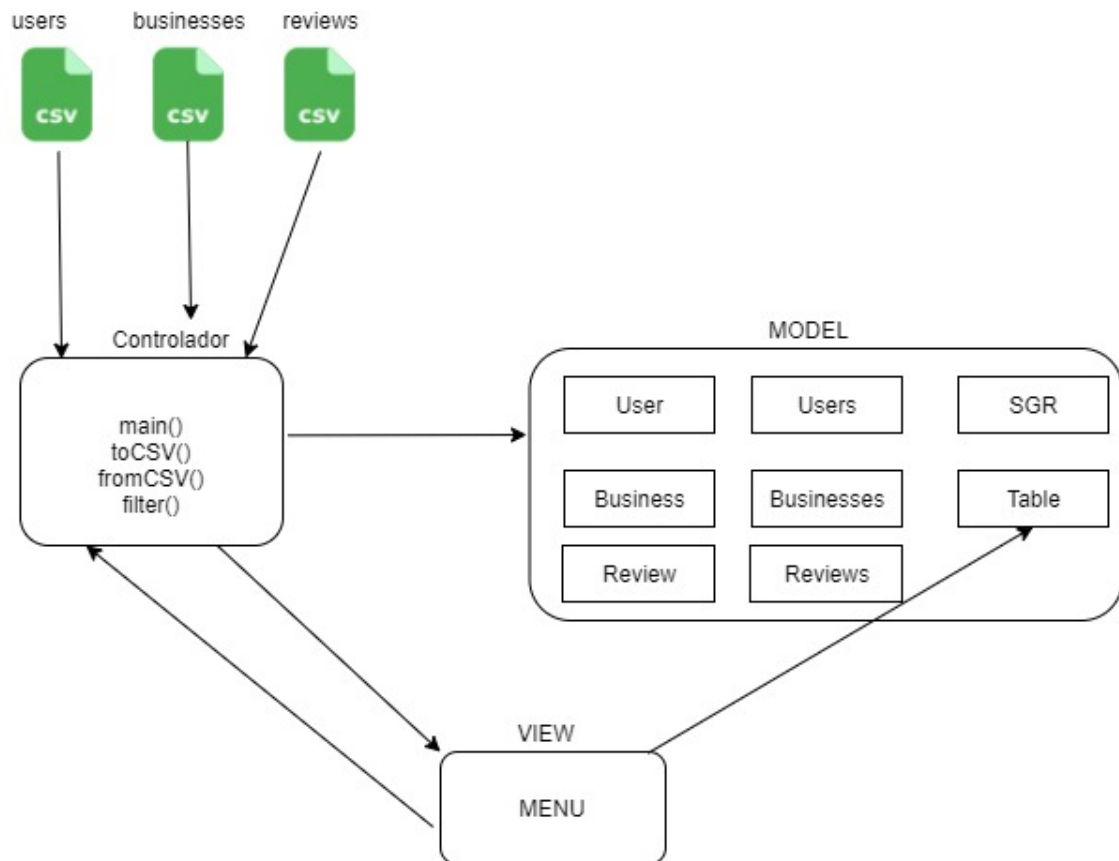 users businesses reviews
csv csv csv
Controlador
main()
toCSV()
fromCSV()
filter()
MODEL
User Users SGR
Business Businesses Table
Review Reviews
VIEW
MENU